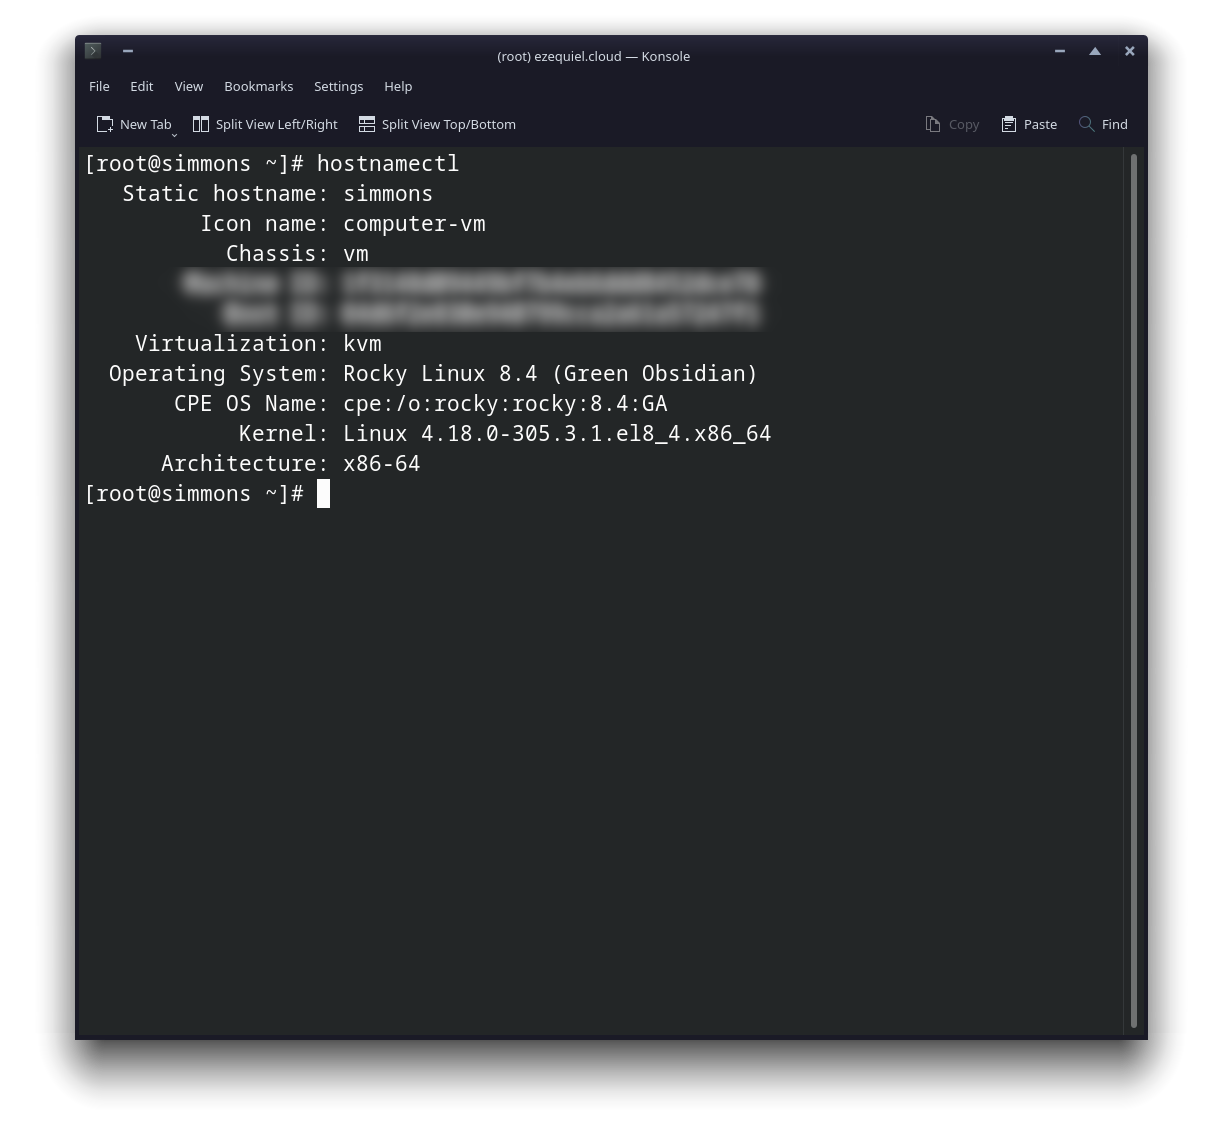 (root) ezequiel.cloud — Konsole
File Edit View Bookmarks Settings Help
New Tab Split View Left/Right Split View Top/Bottom Copy Paste Find
[root@simmons ~]# hostnamectl
Static hostname: simmons
Icon name: computer-vm
Chassis: vm
Virtualization: kvm
Operating System: Rocky Linux 8.4 (Green Obsidian)
CPE OS Name: cpe:/o:rocky:rocky:8.4:GA
Kernel: Linux 4.18.0-305.3.1.el8_4.x86_64
Architecture: x86-64
[root@simmons ~]#